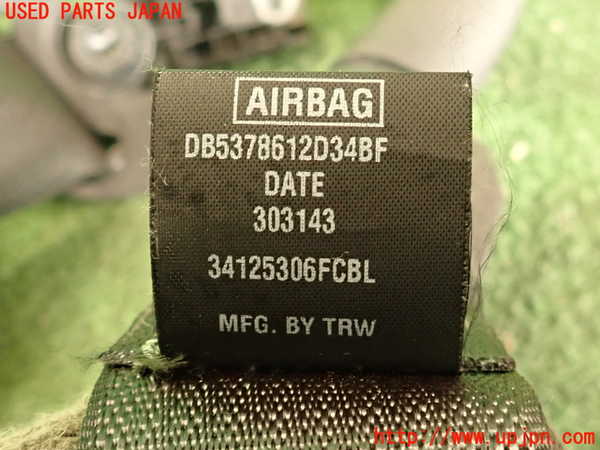 USED PARTS JAPAN
AIRBAG
DB5378612D34BF
DATE
303143
34125306FCBL
MFG. BY TRW
http://www.upjpn.com/